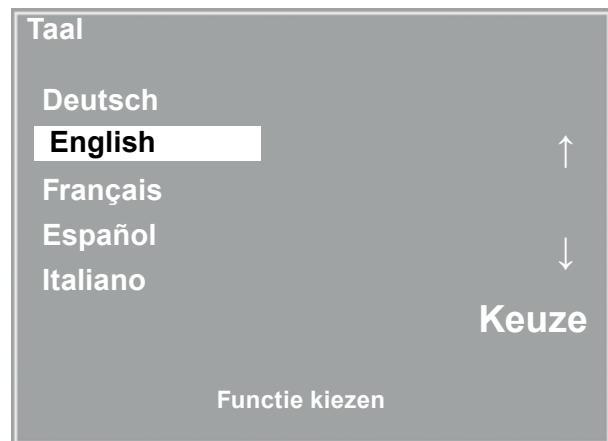 Taal
Deutsch
English
↑
Français
Español
↓
Italiano
Keuze
Functie kiezen